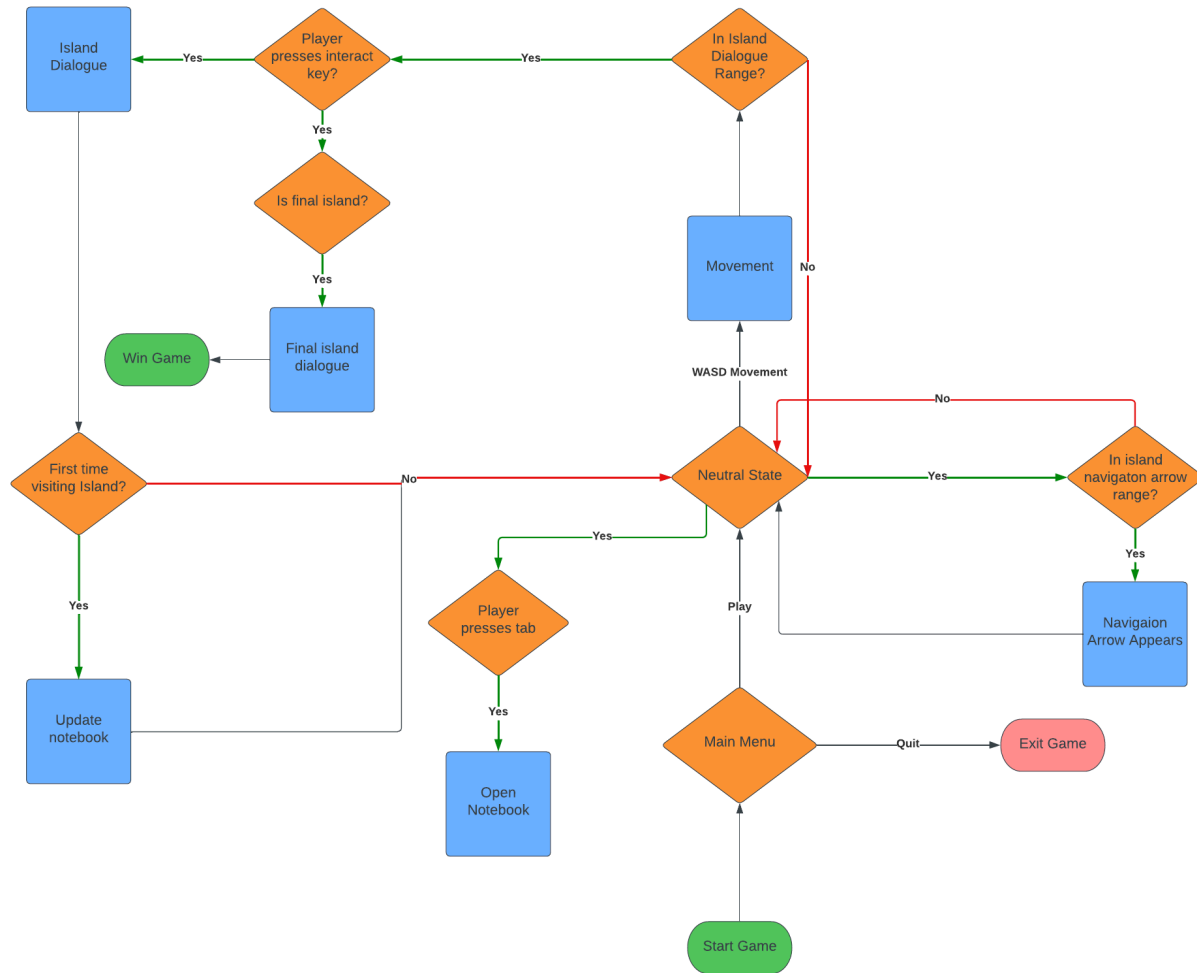 Island
Dialogue
Yes
Player
presses interact
key?
Yes
In Island
Dialogue
Range?
Yes
Is final island?
Movement
No
Yes
Win Game
Final island
dialogue
WASD Movement
No
First time
visiting Island?
No
Neutral State
Yes
In island
navigaton arrow
range?
Yes
Yes
Yes
Player
presses tab
Play
Navigaion
Arrow Appears
Yes
Update
notebook
Main Menu
Quit
Exit Game
Open
Notebook
Start Game